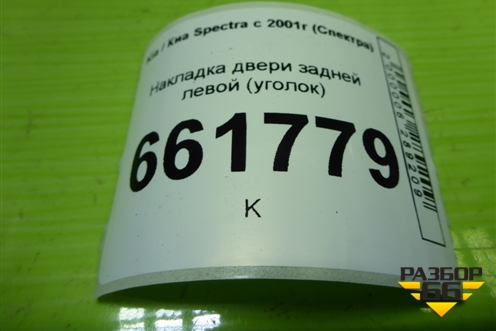 Kia / Киа Spectra с 2001г (Спектра)
Накладка двери задней
левой (уголок)
661779
К
РАЗБОР
66